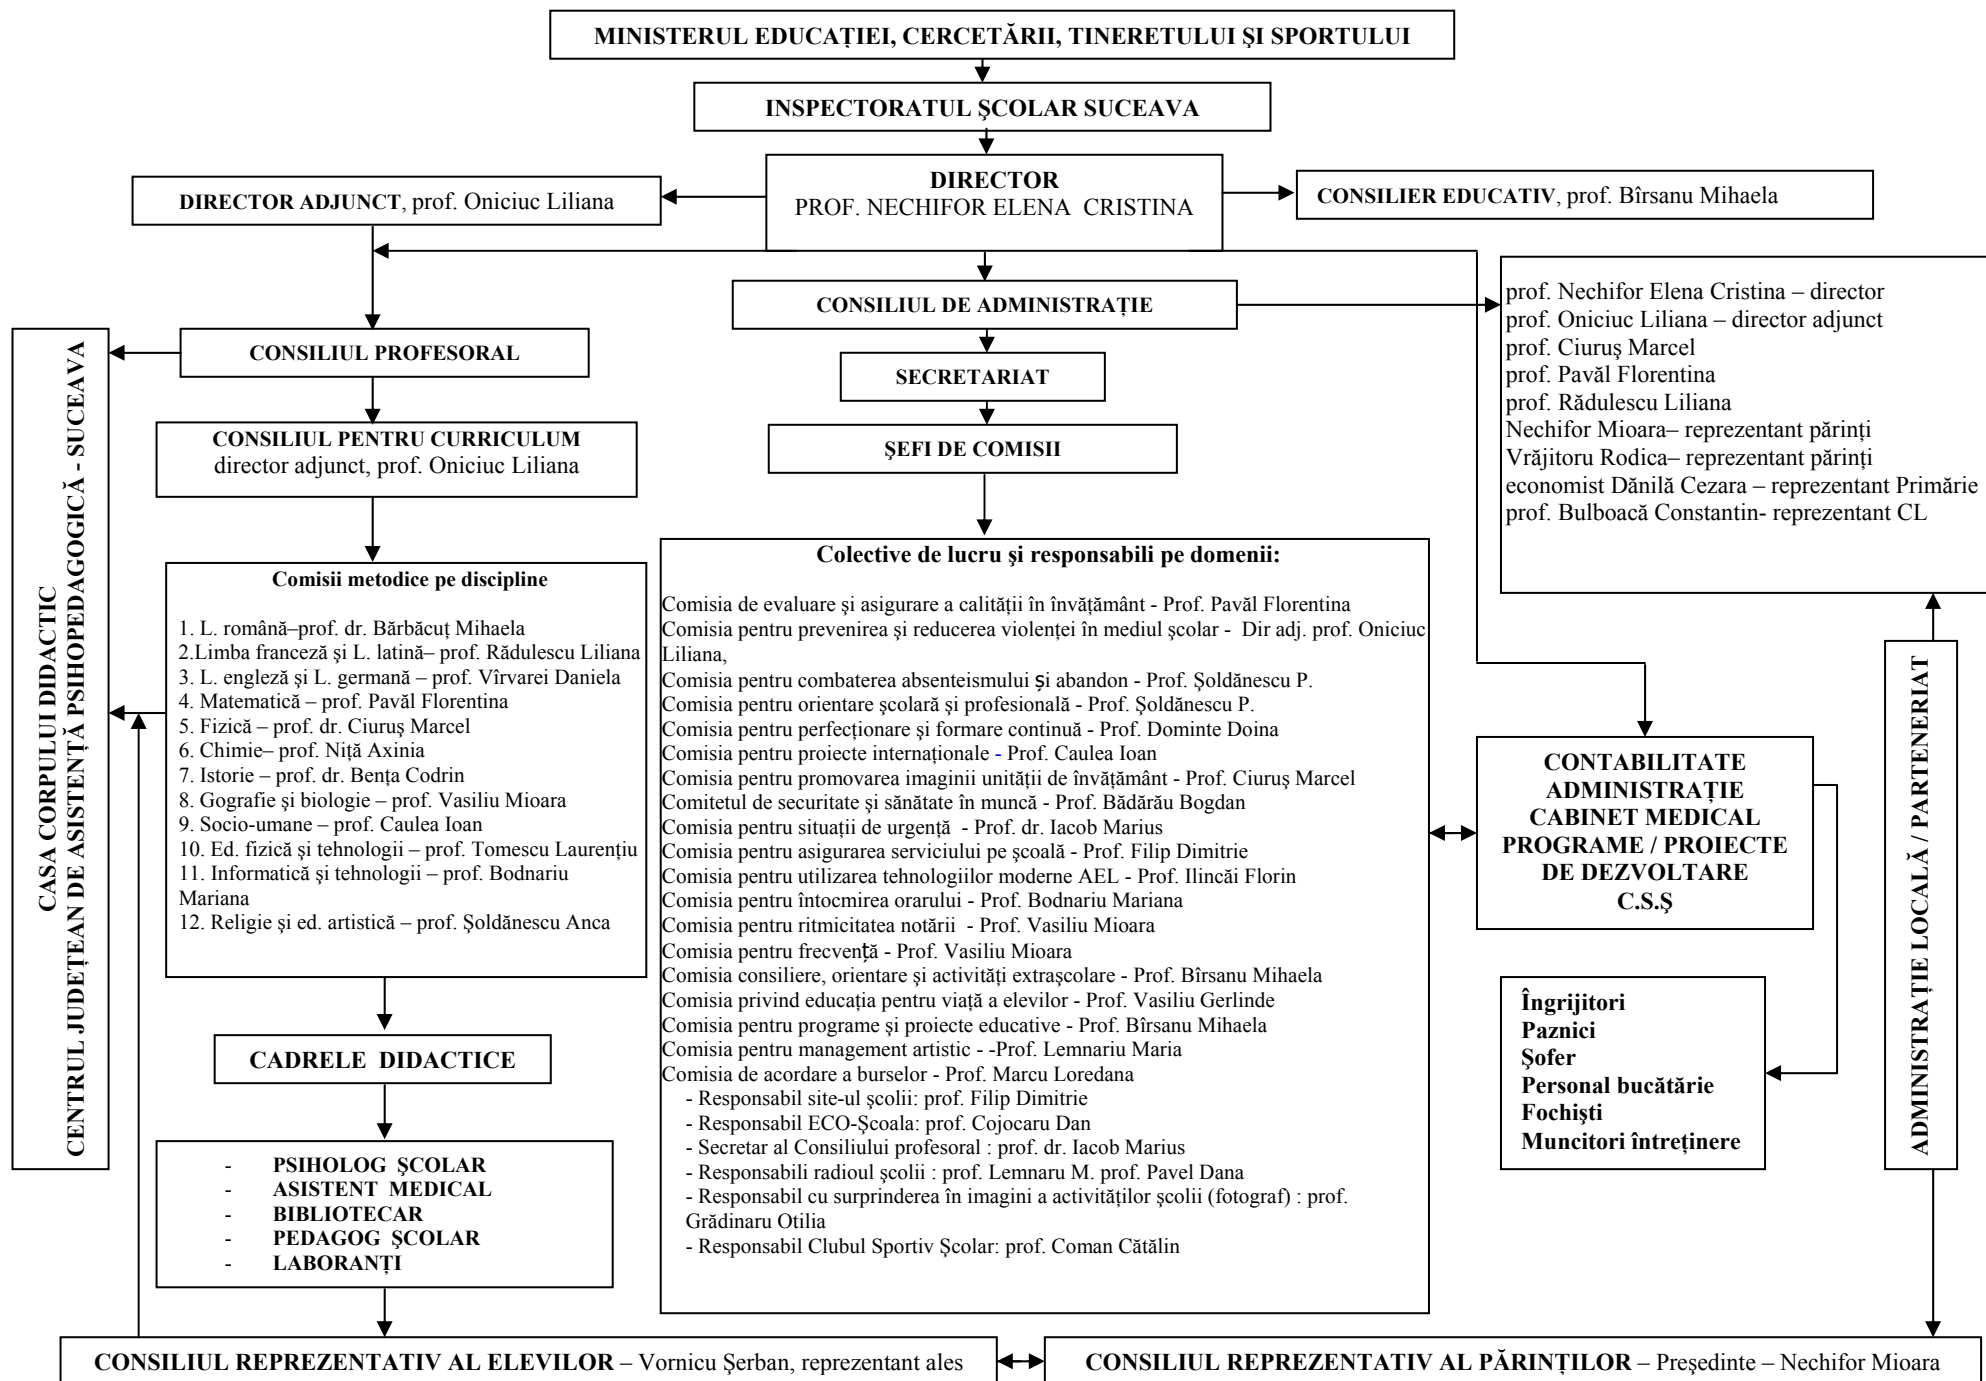 MINISTERUL EDUCAȚIEI, CERCETĂRII, TINERETULUI ŞI SPORTULUI
INSPECTORATUL ŞCOLAR SUCEAVA
DIRECTOR
PROF. NECHIFOR ELENA CRISTINA
DIRECTOR ADJUNCT, prof. Oniciuc Liliana
CONSILIER EDUCATIV, prof. Bîrsanu Mihaela
CONSILIUL DE ADMINISTRAȚIE
prof. Nechifor Elena Cristina – director
prof. Oniciuc Liliana – director adjunct
prof. Ciuruş Marcel
prof. Pavăl Florentina
prof. Rădulescu Liliana
Nechifor Mioara– reprezentant părinți
Vrăjitoru Rodica– reprezentant părinți
economist Dănilă Cezara – reprezentant Primărie
prof. Bulboacă Constantin- reprezentant CL
CASA CORPULUI DIDACTIC
CENTRUL JUDEȚEAN DE ASISTENȚĂ PSIHOPEDAGOGICĂ - SUCEAVA
CONSILIUL PROFESORAL
SECRETARIAT
CONSILIUL PENTRU CURRICULUM
director adjunct, prof. Oniciuc Liliana
ŞEFI DE COMISII
Comisii metodice pe discipline
1. L. română–prof. dr. Bărbăcuț Mihaela
2.Limba franceză şi L. latină– prof. Rădulescu Liliana
3. L. engleză şi L. germană – prof. Vîrvarei Daniela
4. Matematică – prof. Pavăl Florentina
5. Fizică – prof. dr. Ciuruş Marcel
6. Chimie– prof. Niță Axinia
7. Istorie – prof. dr. Bența Codrin
8. Gografie şi biologie – prof. Vasiliu Mioara
9. Socio-umane – prof. Caulea Ioan
10. Ed. fizică şi tehnologii – prof. Tomescu Laurențiu
11. Informatică şi tehnologii – prof. Bodnariu
Mariana
12. Religie şi ed. artistică – prof. Şoldănescu Anca
Colective de lucru şi responsabili pe domenii:
Comisia de evaluare şi asigurare a calității în învățământ - Prof. Pavăl Florentina
Comisia pentru prevenirea şi reducerea violenței în mediul şcolar - Dir adj. prof. Oniciuc
Liliana,
Comisia pentru combaterea absenteismului și abandon - Prof. Şoldănescu P.
Comisia pentru orientare şcolară şi profesională - Prof. Şoldănescu P.
Comisia pentru perfecționare şi formare continuă - Prof. Dominte Doina
Comisia pentru proiecte internaționale - Prof. Caulea Ioan
Comisia pentru promovarea imaginii unității de învățământ - Prof. Ciuruş Marcel
Comitetul de securitate şi sănătate în muncă - Prof. Bădărău Bogdan
Comisia pentru situații de urgență - Prof. dr. Iacob Marius
Comisia pentru asigurarea serviciului pe şcoală - Prof. Filip Dimitrie
Comisia pentru utilizarea tehnologiilor moderne AEL - Prof. Ilincăi Florin
Comisia pentru întocmirea orarului - Prof. Bodnariu Mariana
Comisia pentru ritmicitatea notării - Prof. Vasiliu Mioara
Comisia pentru frecvență - Prof. Vasiliu Mioara
Comisia consiliere, orientare şi activități extraşcolare - Prof. Bîrsanu Mihaela
Comisia privind educația pentru viață a elevilor - Prof. Vasiliu Gerlinde
Comisia pentru programe şi proiecte educative - Prof. Bîrsanu Mihaela
Comisia pentru management artistic - -Prof. Lemnariu Maria
Comisia de acordare a burselor - Prof. Marcu Loredana
- Responsabil site-ul şcolii: prof. Filip Dimitrie
- Responsabil ECO-Şcoala: prof. Cojocaru Dan
- Secretar al Consiliului profesoral : prof. dr. Iacob Marius
- Responsabili radioul şcolii : prof. Lemnaru M. prof. Pavel Dana
- Responsabil cu surprinderea în imagini a activităților şcolii (fotograf) : prof.
Grădinaru Otilia
- Responsabil Clubul Sportiv Şcolar: prof. Coman Cătălin
CONTABILITATE
ADMINISTRAȚIE
CABINET MEDICAL
PROGRAME / PROIECTE
DE DEZVOLTARE
C.S.Ş
ADMINISTRAȚIE LOCALĂ / PARTENERIAT
Îngrijitori
Paznici
Şofer
Personal bucătărie
Fochişti
Muncitori întreținere
CADRELE DIDACTICE
- PSIHOLOG ŞCOLAR
- ASISTENT MEDICAL
- BIBLIOTECAR
- PEDAGOG ŞCOLAR
- LABORANȚI
CONSILIUL REPREZENTATIV AL ELEVILOR – Vornicu Şerban, reprezentant ales
CONSILIUL REPREZENTATIV AL PĂRINȚILOR – Preşedinte – Nechifor Mioara